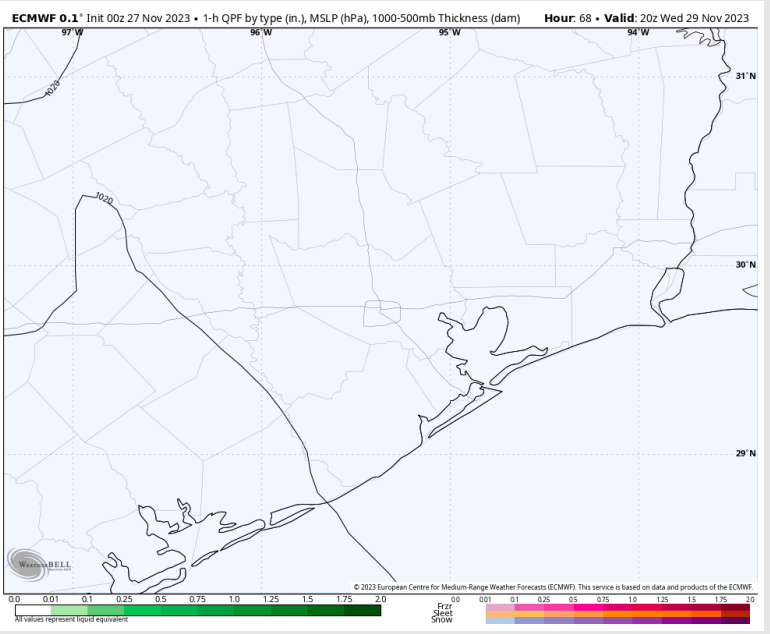 ECMWF 0.1° Init 00z 27 Nov 2023 • 1-h QPF by type (in.), MSLP (hPa), 1000-500mb Thickness (dam) Hour: 68 • Valid: 20z Wed 29 Nov 2023
97°W 96°W 95°W 94°W
31°N
1020
1020
30°N
29°N
WEATHERBELL
© 2023 European Centre for Medium-Range Weather Forecasts (ECMWF). This service is based on data and products of the ECMWF.
0.0 0.01 0.1 0.25 0.5 0.75 1.0 1.25 1.5 1.75 2.0
0.0 0.01 0.1 0.25 0.5 0.75 1.0 1.25 1.5 1.75 2.0
Frzr
Sleet
Snow
All values represent liquid equivalent